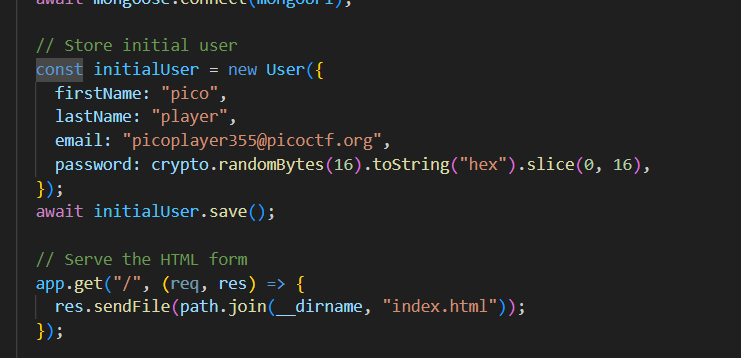 await mongoose.connect(mongoUri);
// Store initial user
const initialUser = new User({
firstName: "pico",
lastName: "player",
email: "picoplayer355@picoctf.org",
password: crypto.randomBytes(16).toString("hex").slice(0, 16),
});
await initialUser.save();
// Serve the HTML form
app.get("/", (req, res) => {
res.sendFile(path.join(__dirname, "index.html"));
});